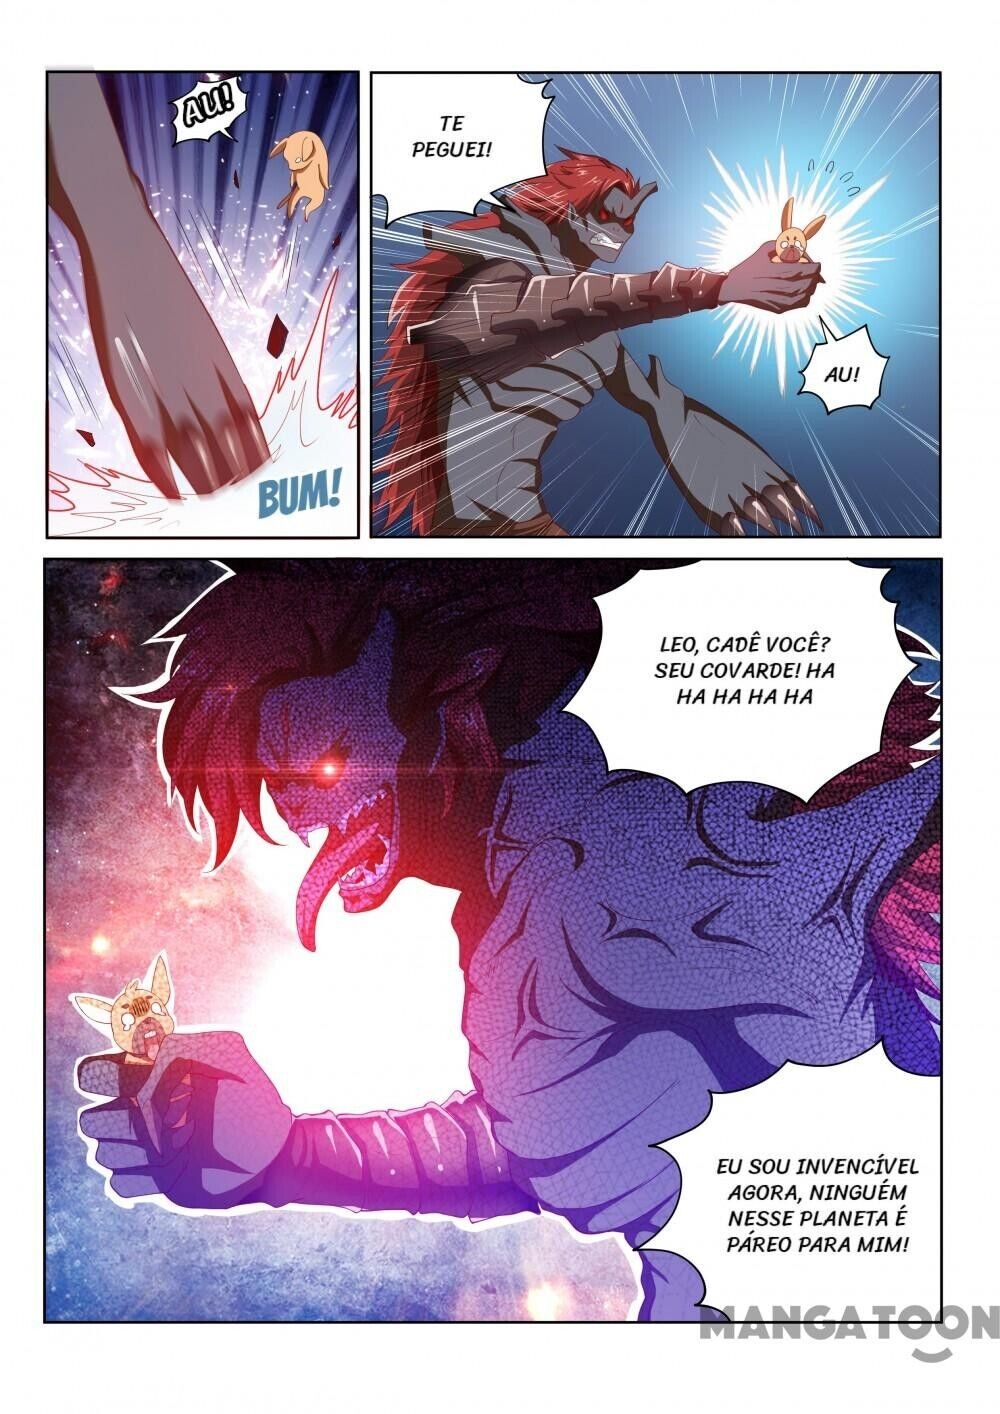 AU!
BUM!
TE
PEGUEI!
AU!
LEO, CADÊ VOCÊ?
SEU COVARDE! HA
HA HA HA HA
EU SOU INVENCÍVEL
AGORA, NINGUÉM
NESSE PLANETA É
PÁREO PARA MIM!
MANGATOON